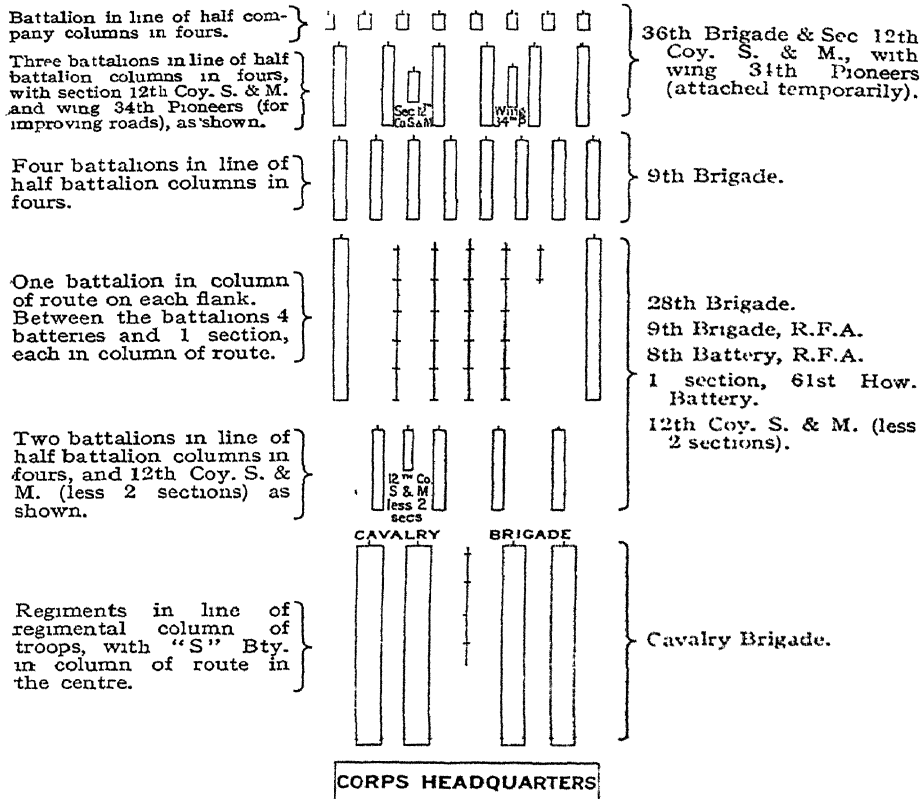 Battalion in line of half com-
pany columns in fours.
Three battalions in line of half
battalion columns in fours,
with section 12th Coy. S. & M.
and wing 34th Pioneers (for
improving roads), as shown.
Sec 12th
Co S & M
Wing
34th P
36th Brigade & Sec 12th
Coy. S. & M., with
wing 34th Pioneers
(attached temporarily).
Four battalions in line of
half battalion columns in
fours.
9th Brigade.
One battalion in column
of route on each flank.
Between the battalions 4
batteries and 1 section,
each in column of route.
28th Brigade.
9th Brigade, R.F.A.
8th Battery, R.F.A.
1 section, 61st How.
Battery.
12th Coy. S. & M. (less
2 sections).
Two battalions in line of
half battalion columns in
fours, and 12th Coy. S. &
M. (less 2 sections) as
shown.
12th Co
S & M
less 2
secs
CAVALRY BRIGADE
Regiments in line of
regimental column of
troops, with "S" Bty.
in column of route in
the centre.
Cavalry Brigade.
CORPS HEADQUARTERS